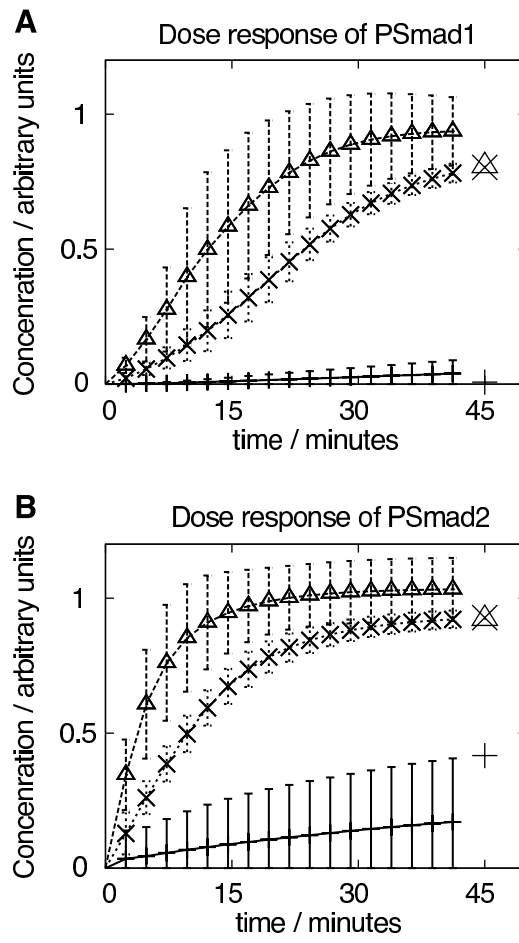 A
Dose response of PSmad1
Concenration / arbitrary units
1
0.5
0
0 15 30 45
time / minutes
B
Dose response of PSmad2
Concenration / arbitrary units
1
0.5
0
0 15 30 45
time / minutes